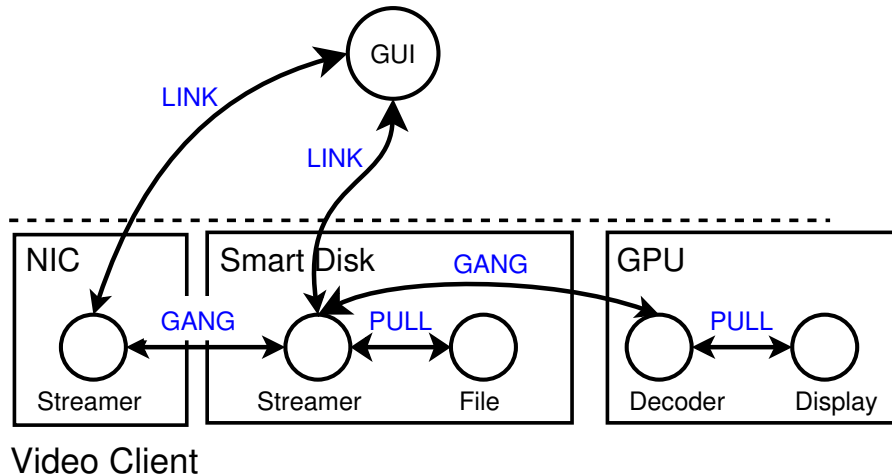 GUI
LINK
LINK
NIC
Smart Disk
GPU
GANG
GANG
PULL
PULL
Streamer
Streamer
File
Decoder
Display
Video Client